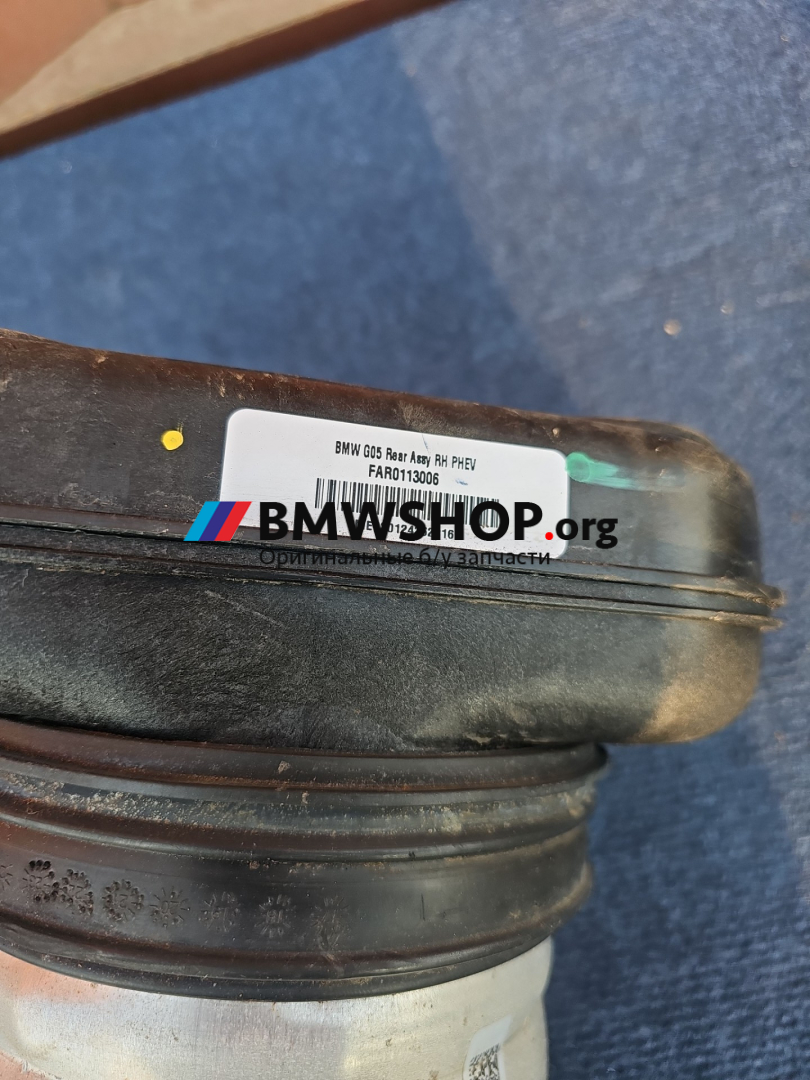 BMW G05 Rear Assy RH PHEV
FAR0113006
BMWSHOP.org
Оригинальные б/у запчасти